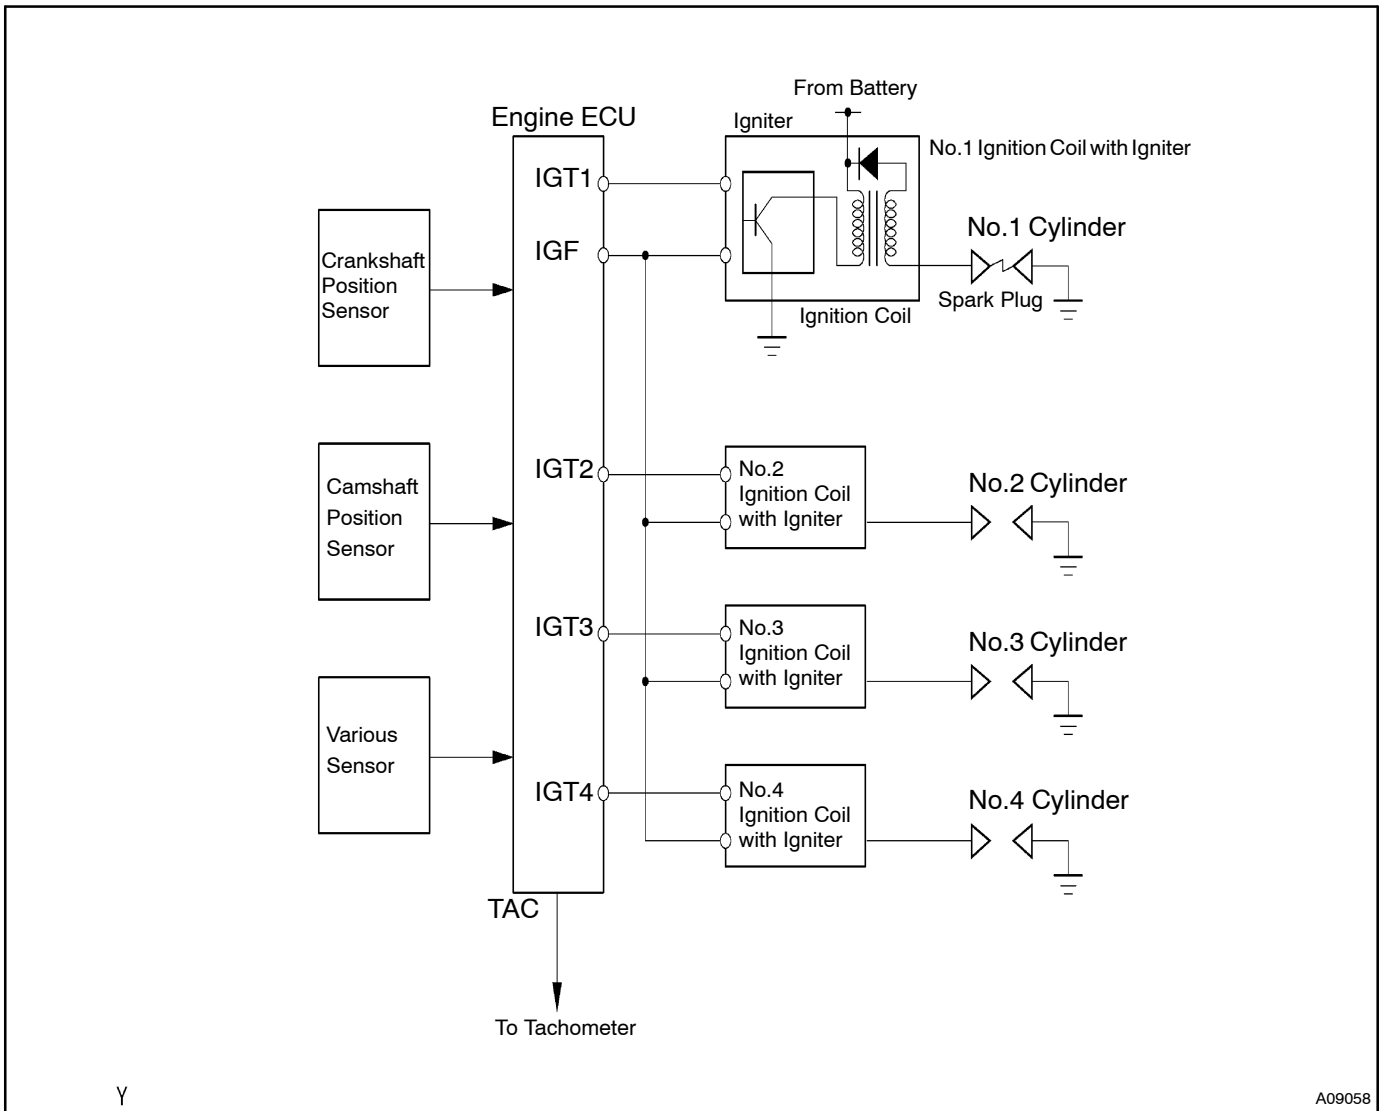 From Battery
Engine ECU
Igniter
No.1 Ignition Coil with Igniter
IGT1
No.1 Cylinder
IGF
Crankshaft
Position
Sensor
Spark Plug
Ignition Coil
IGT2
No.2
Ignition Coil
with Igniter
No.2 Cylinder
Camshaft
Position
Sensor
IGT3
No.3
Ignition Coil
with Igniter
No.3 Cylinder
Various
Sensor
IGT4
No.4
Ignition Coil
with Igniter
No.4 Cylinder
TAC
To Tachometer
Y
A09058